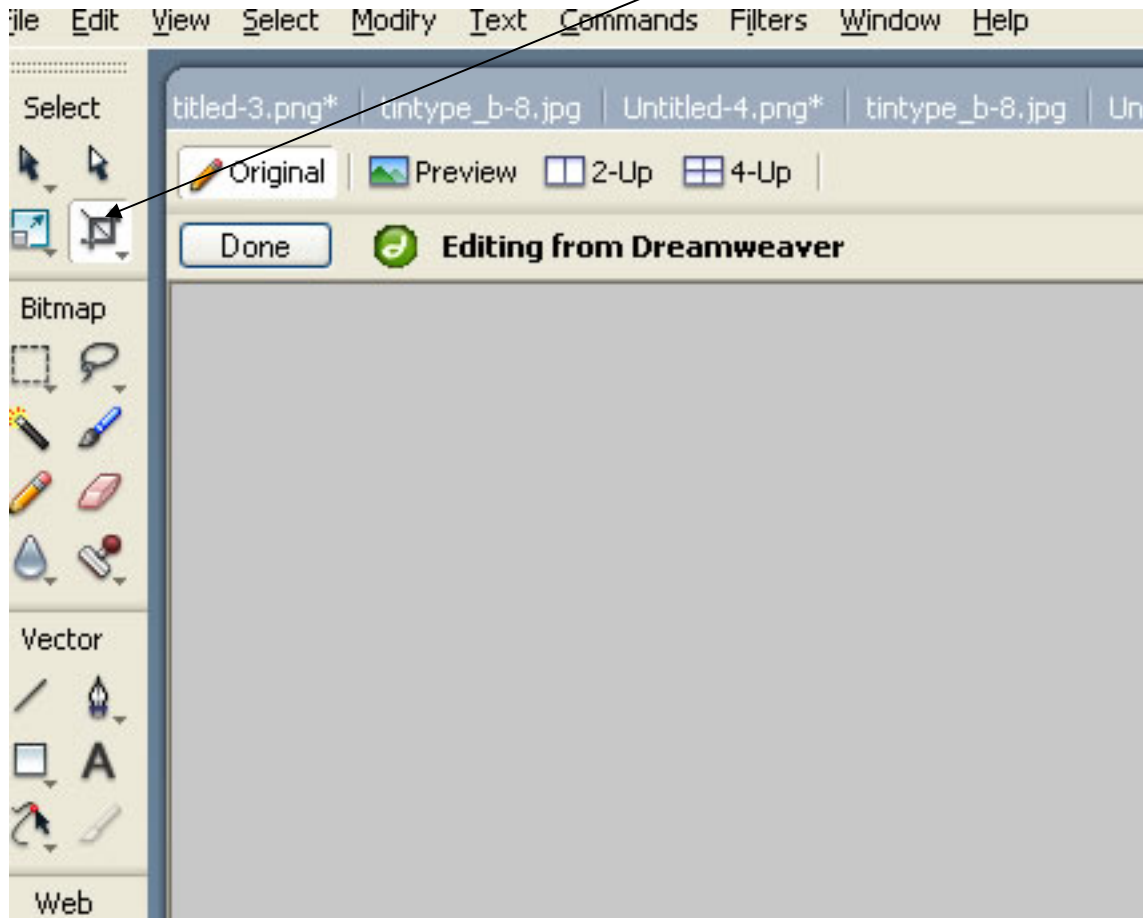 File Edit View Select Modify Text Commands Filters Window Help
Select
titled-3.png* tintype_b-8.jpg Untitled-4.png* tintype_b-8.jpg Un
Original Preview 2-Up 4-Up
Done Editing from Dreamweaver
Bitmap
Vector
A
Web